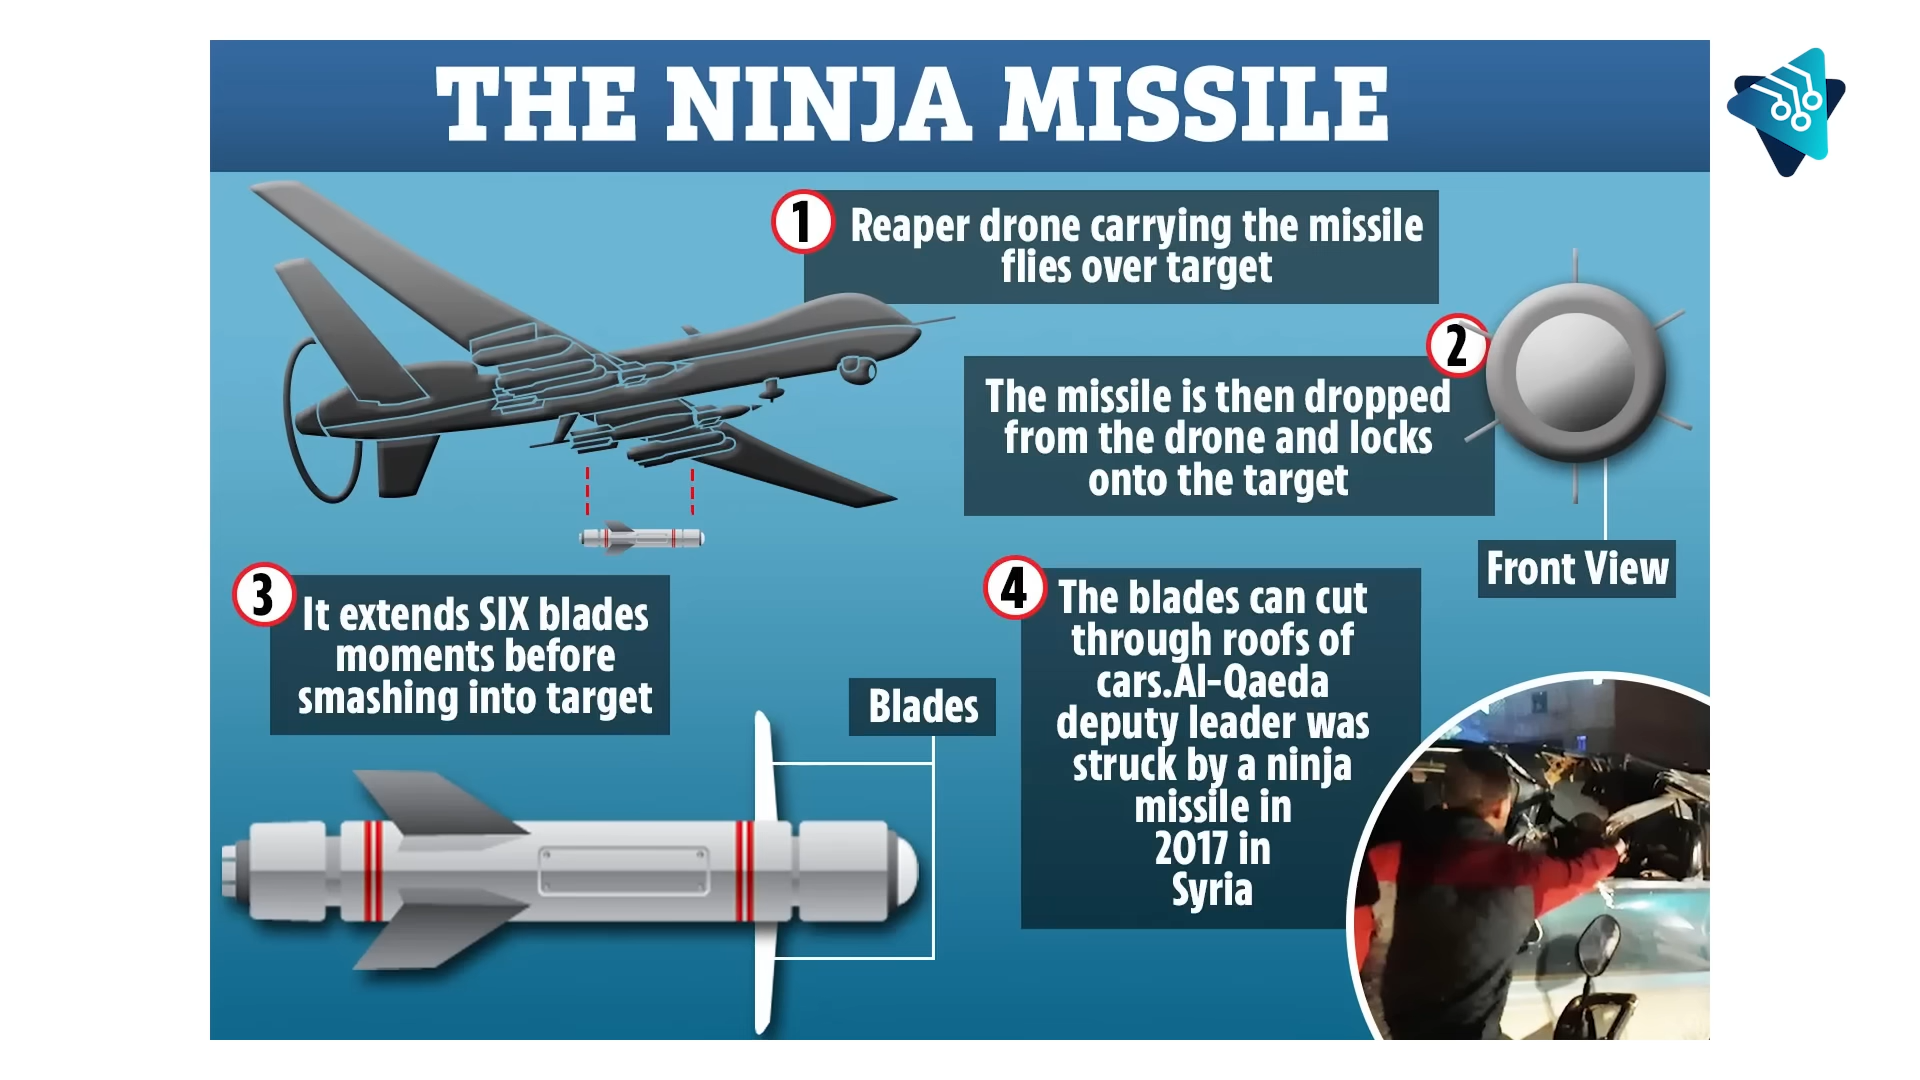 THE NINJA MISSILE
1
Reaper drone carrying the missile
flies over target
2
The missile is then dropped
from the drone and locks
onto the target
Front View
3
It extends SIX blades
moments before
smashing into target
Blades
4
The blades can cut
through roofs of
cars.Al-Qaeda
deputy leader was
struck by a ninja
missile in
2017 in
Syria